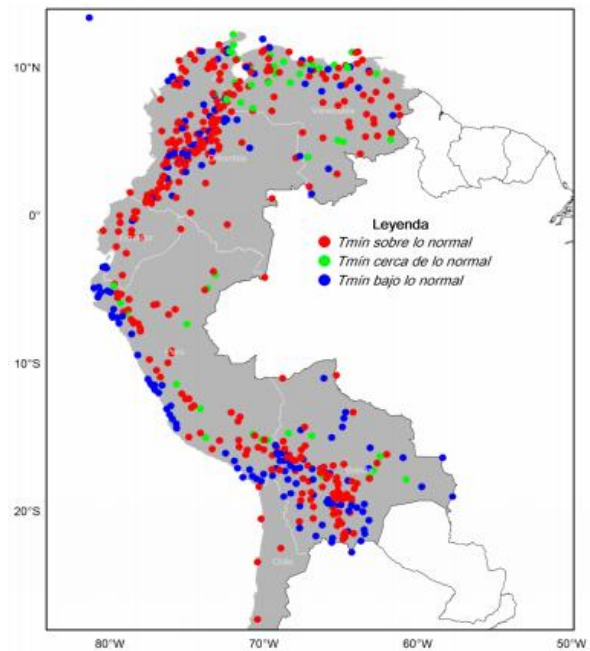 10°N
Venezuela
Colombia
0°
Leyenda
Tmín sobre lo normal
Tmín cerca de lo normal
Tmín bajo lo normal
10°S
Perú
20°S
Chile
80°W
70°W
60°W
50°W